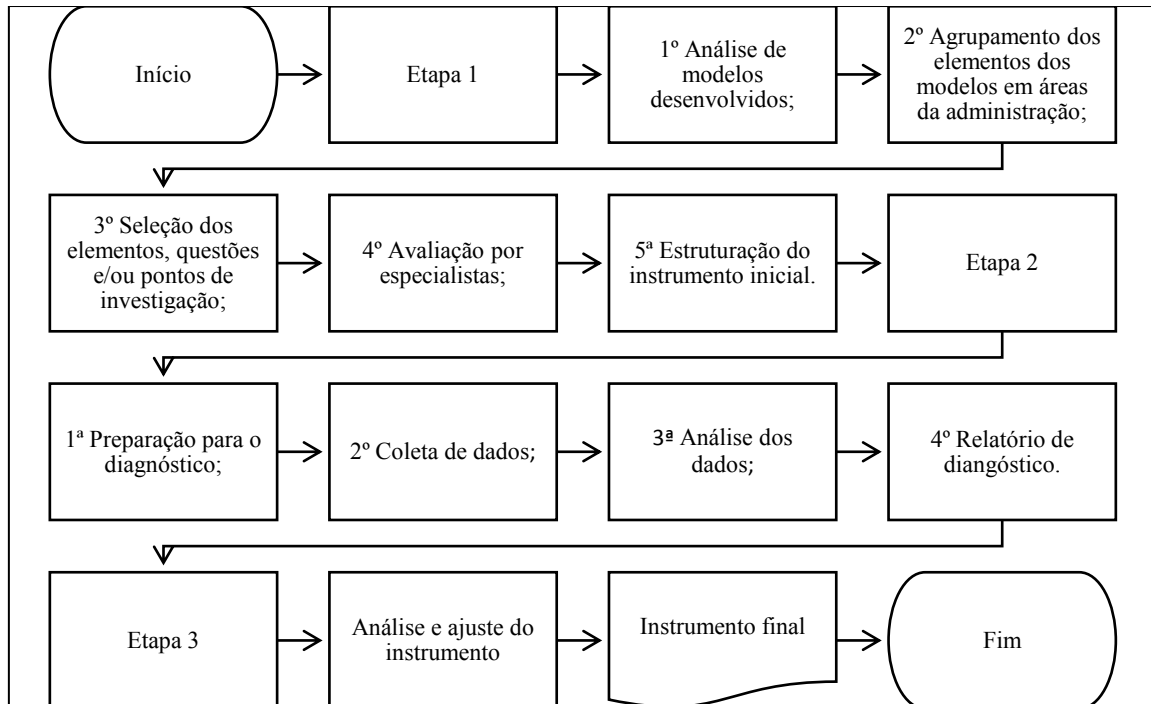 Início
Etapa 1
1º Análise de
modelos
desenvolvidos;
2º Agrupamento dos
elementos dos
modelos em áreas
da administração;
3º Seleção dos
elementos, questões
e/ou pontos de
investigação;
4º Avaliação por
especialistas;
5ª Estruturação do
instrumento inicial.
Etapa 2
1ª Preparação para o
diagnóstico;
2º Coleta de dados;
3ª Análise dos
dados;
4º Relatório de
diangóstico.
Etapa 3
Análise e ajuste do
instrumento
Instrumento final
Fim